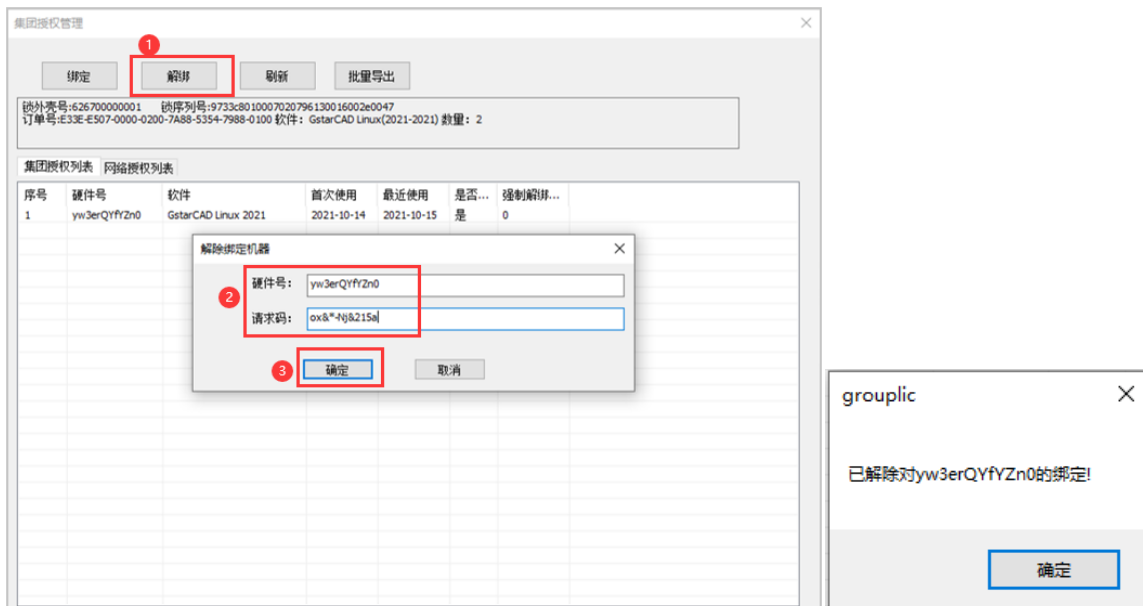 集团授权管理
1
绑定 解绑 刷新 批量导出
锁外壳号:626700000001 锁序列号:9733c8010007020796130016002e0047
订单号:E33E-E507-0000-0200-7A88-5354-7988-0100 软件: GstarCAD Linux(2021-2021) 数量: 2
集团授权列表 网络授权列表
序号 硬件号 软件 首次使用 最近使用 是否... 强制解绑...
1 yw3erQYfYZn0 GstarCAD Linux 2021 2021-10-14 2021-10-15 是 0
解除绑定机器
硬件号: yw3erQYfYZn0
2
请求码: ox&*-Nj&215a
3
确定 取消
grouplic
已解除对yw3erQYfYZn0的绑定!
确定